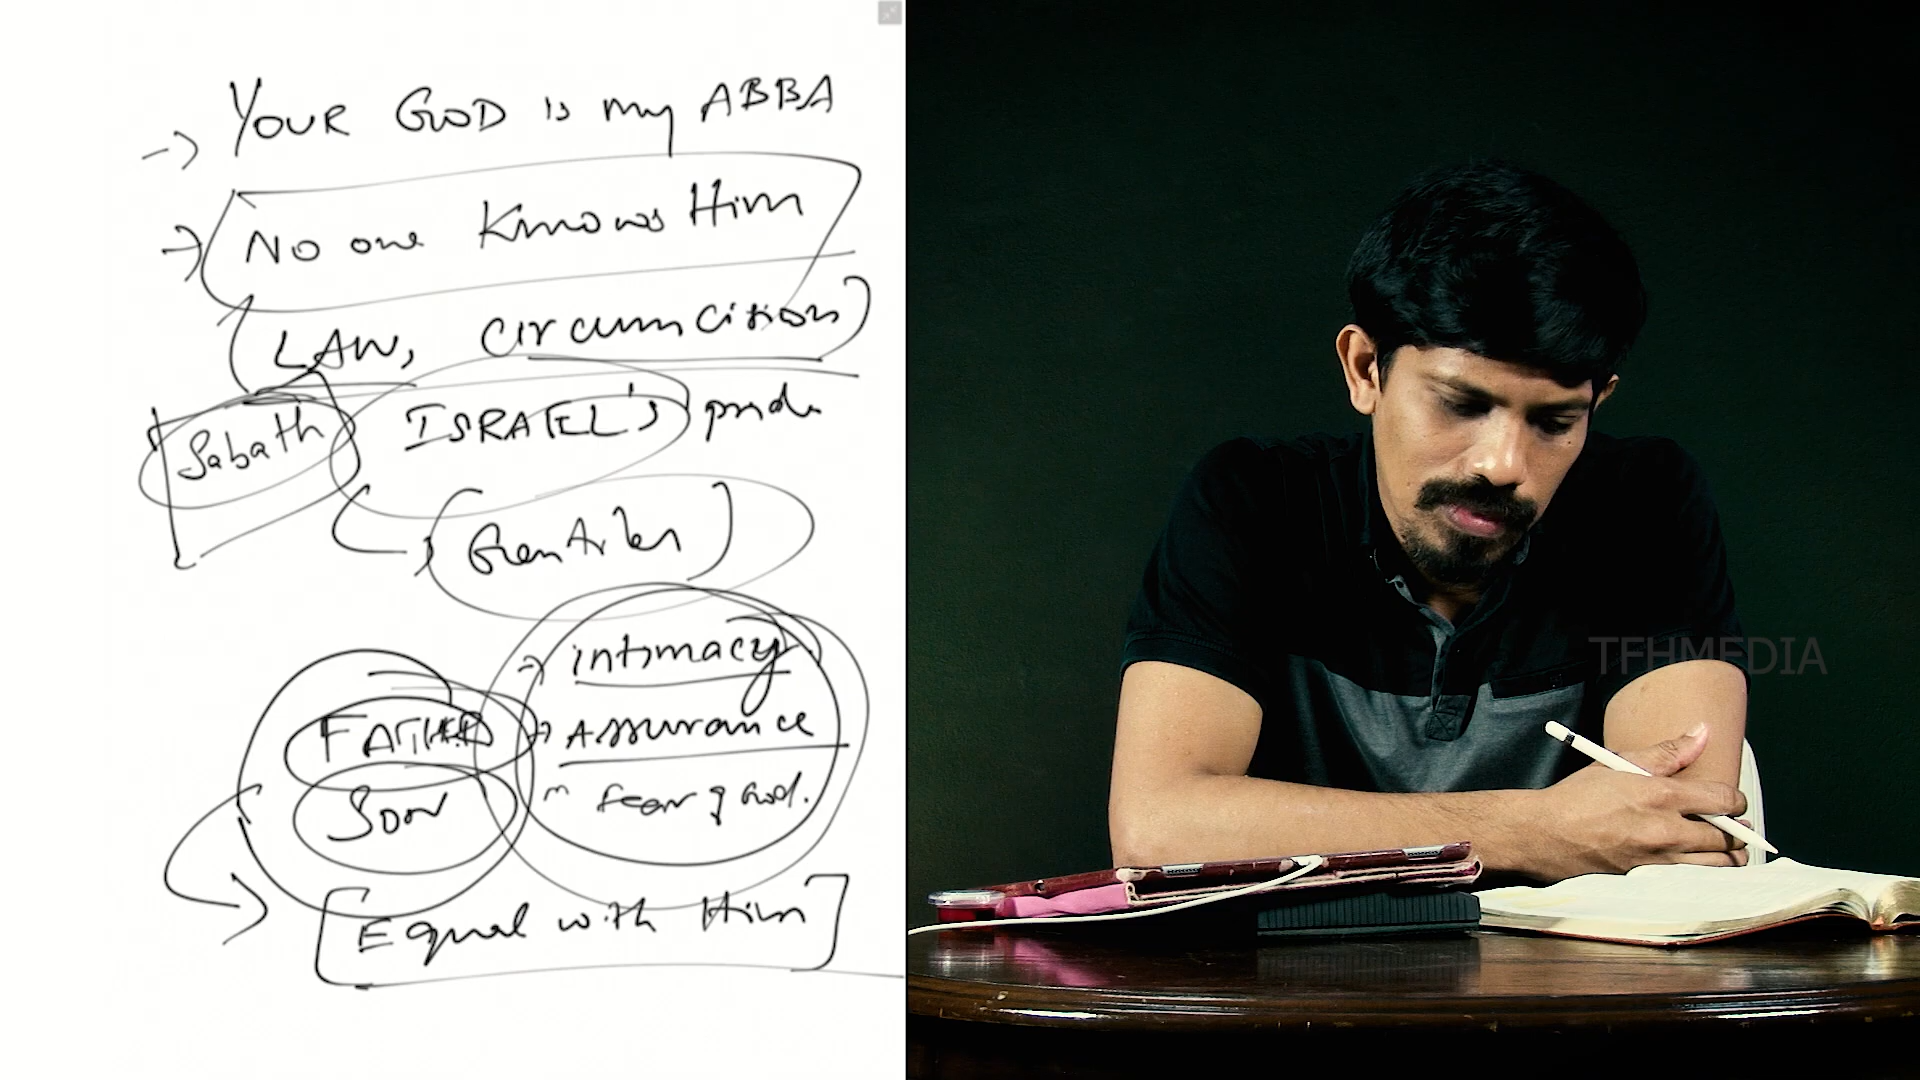 -> YOUR GOD is my ABBA
-> No one Knows Him
LAW, Circumcition
Sabath ISRAEL'S pride
Gentiles
-> intimacy
FATHER -> Assurance
SON " fear of God.
Equal with Him
TFHMEDIA